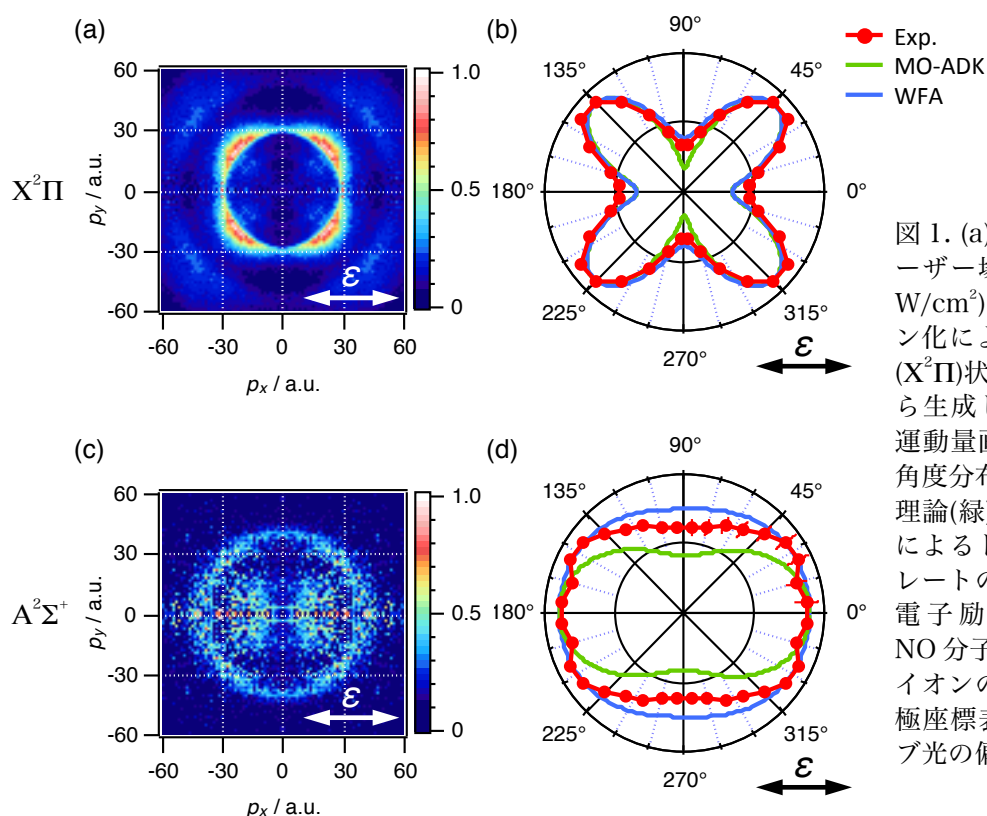 (a)
X²Π
p_y / a.u.
60
30
0
-30
-60
-60 -30 0 30 60
p_x / a.u.
1.0
0.5
0
ε
(b)
90°
135° 45°
180° 0°
225° 315°
270°
ε
Exp.
MO-ADK
WFA
(c)
A²Σ⁺
p_y / a.u.
60
30
0
-30
-60
-60 -30 0 30 60
p_x / a.u.
1.0
0.5
0
ε
(d)
90°
135° 45°
180° 0°
225° 315°
270°
ε
図 1. (a)
ーザー場
W/cm²)
ン化によ
(X²Π)状
ら生成し
運動量画
角度分布
理論(緑)
による
レートの
電子励
NO 分子
イオンの
極座標表
ブ光の偏